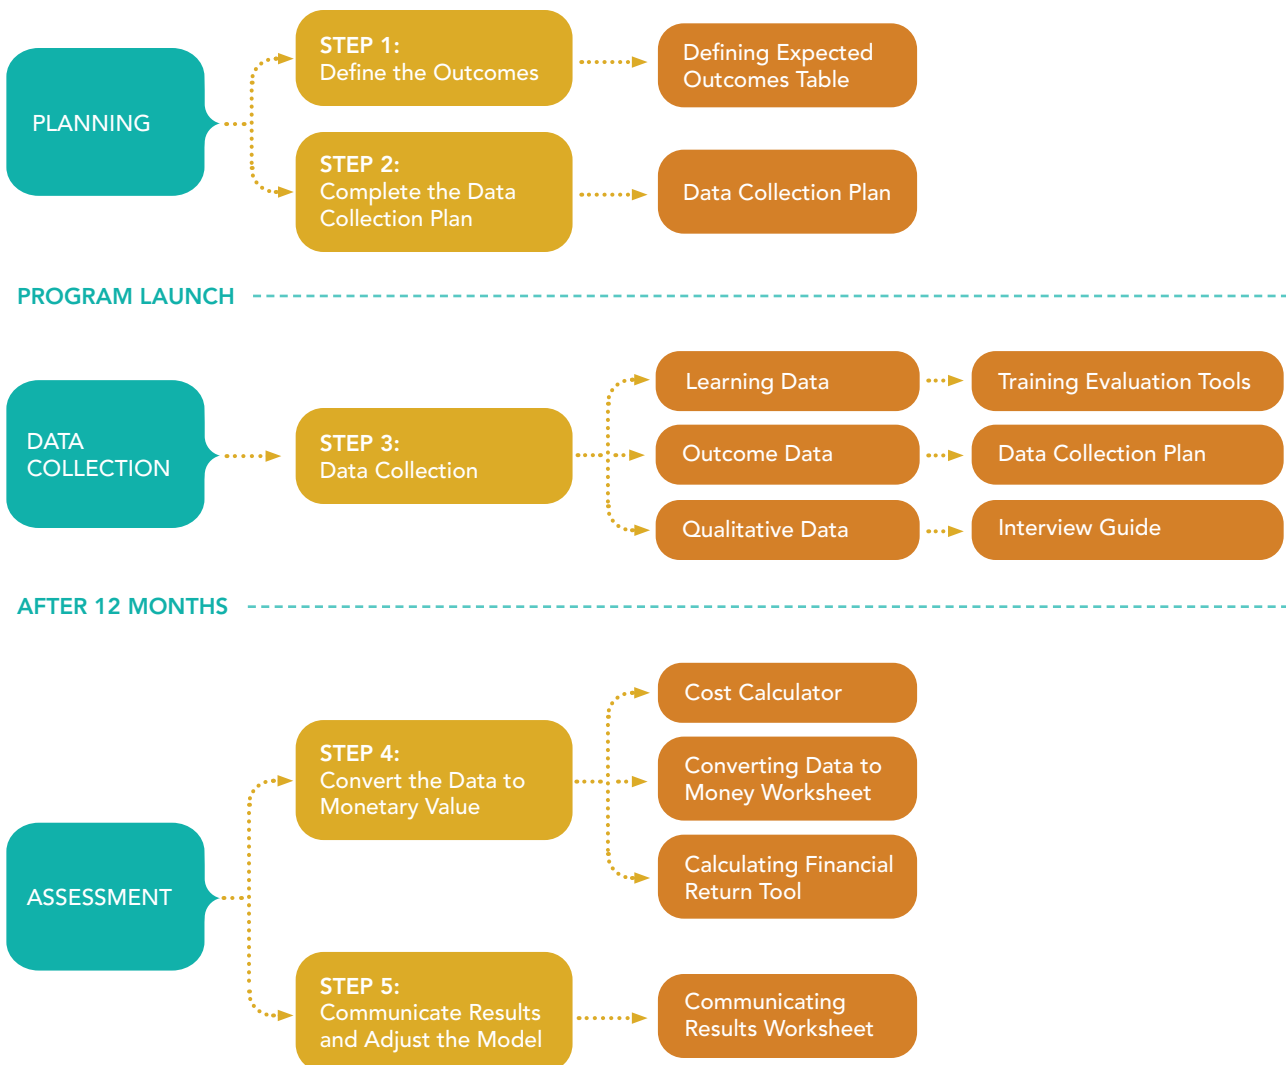 PLANNING
STEP 1:
Define the Outcomes
Defining Expected
Outcomes Table
STEP 2:
Complete the Data
Collection Plan
Data Collection Plan
PROGRAM LAUNCH
DATA
COLLECTION
STEP 3:
Data Collection
Learning Data
Training Evaluation Tools
Outcome Data
Data Collection Plan
Qualitative Data
Interview Guide
AFTER 12 MONTHS
ASSESSMENT
STEP 4:
Convert the Data to
Monetary Value
Cost Calculator
Converting Data to
Money Worksheet
Calculating Financial
Return Tool
STEP 5:
Communicate Results
and Adjust the Model
Communicating
Results Worksheet